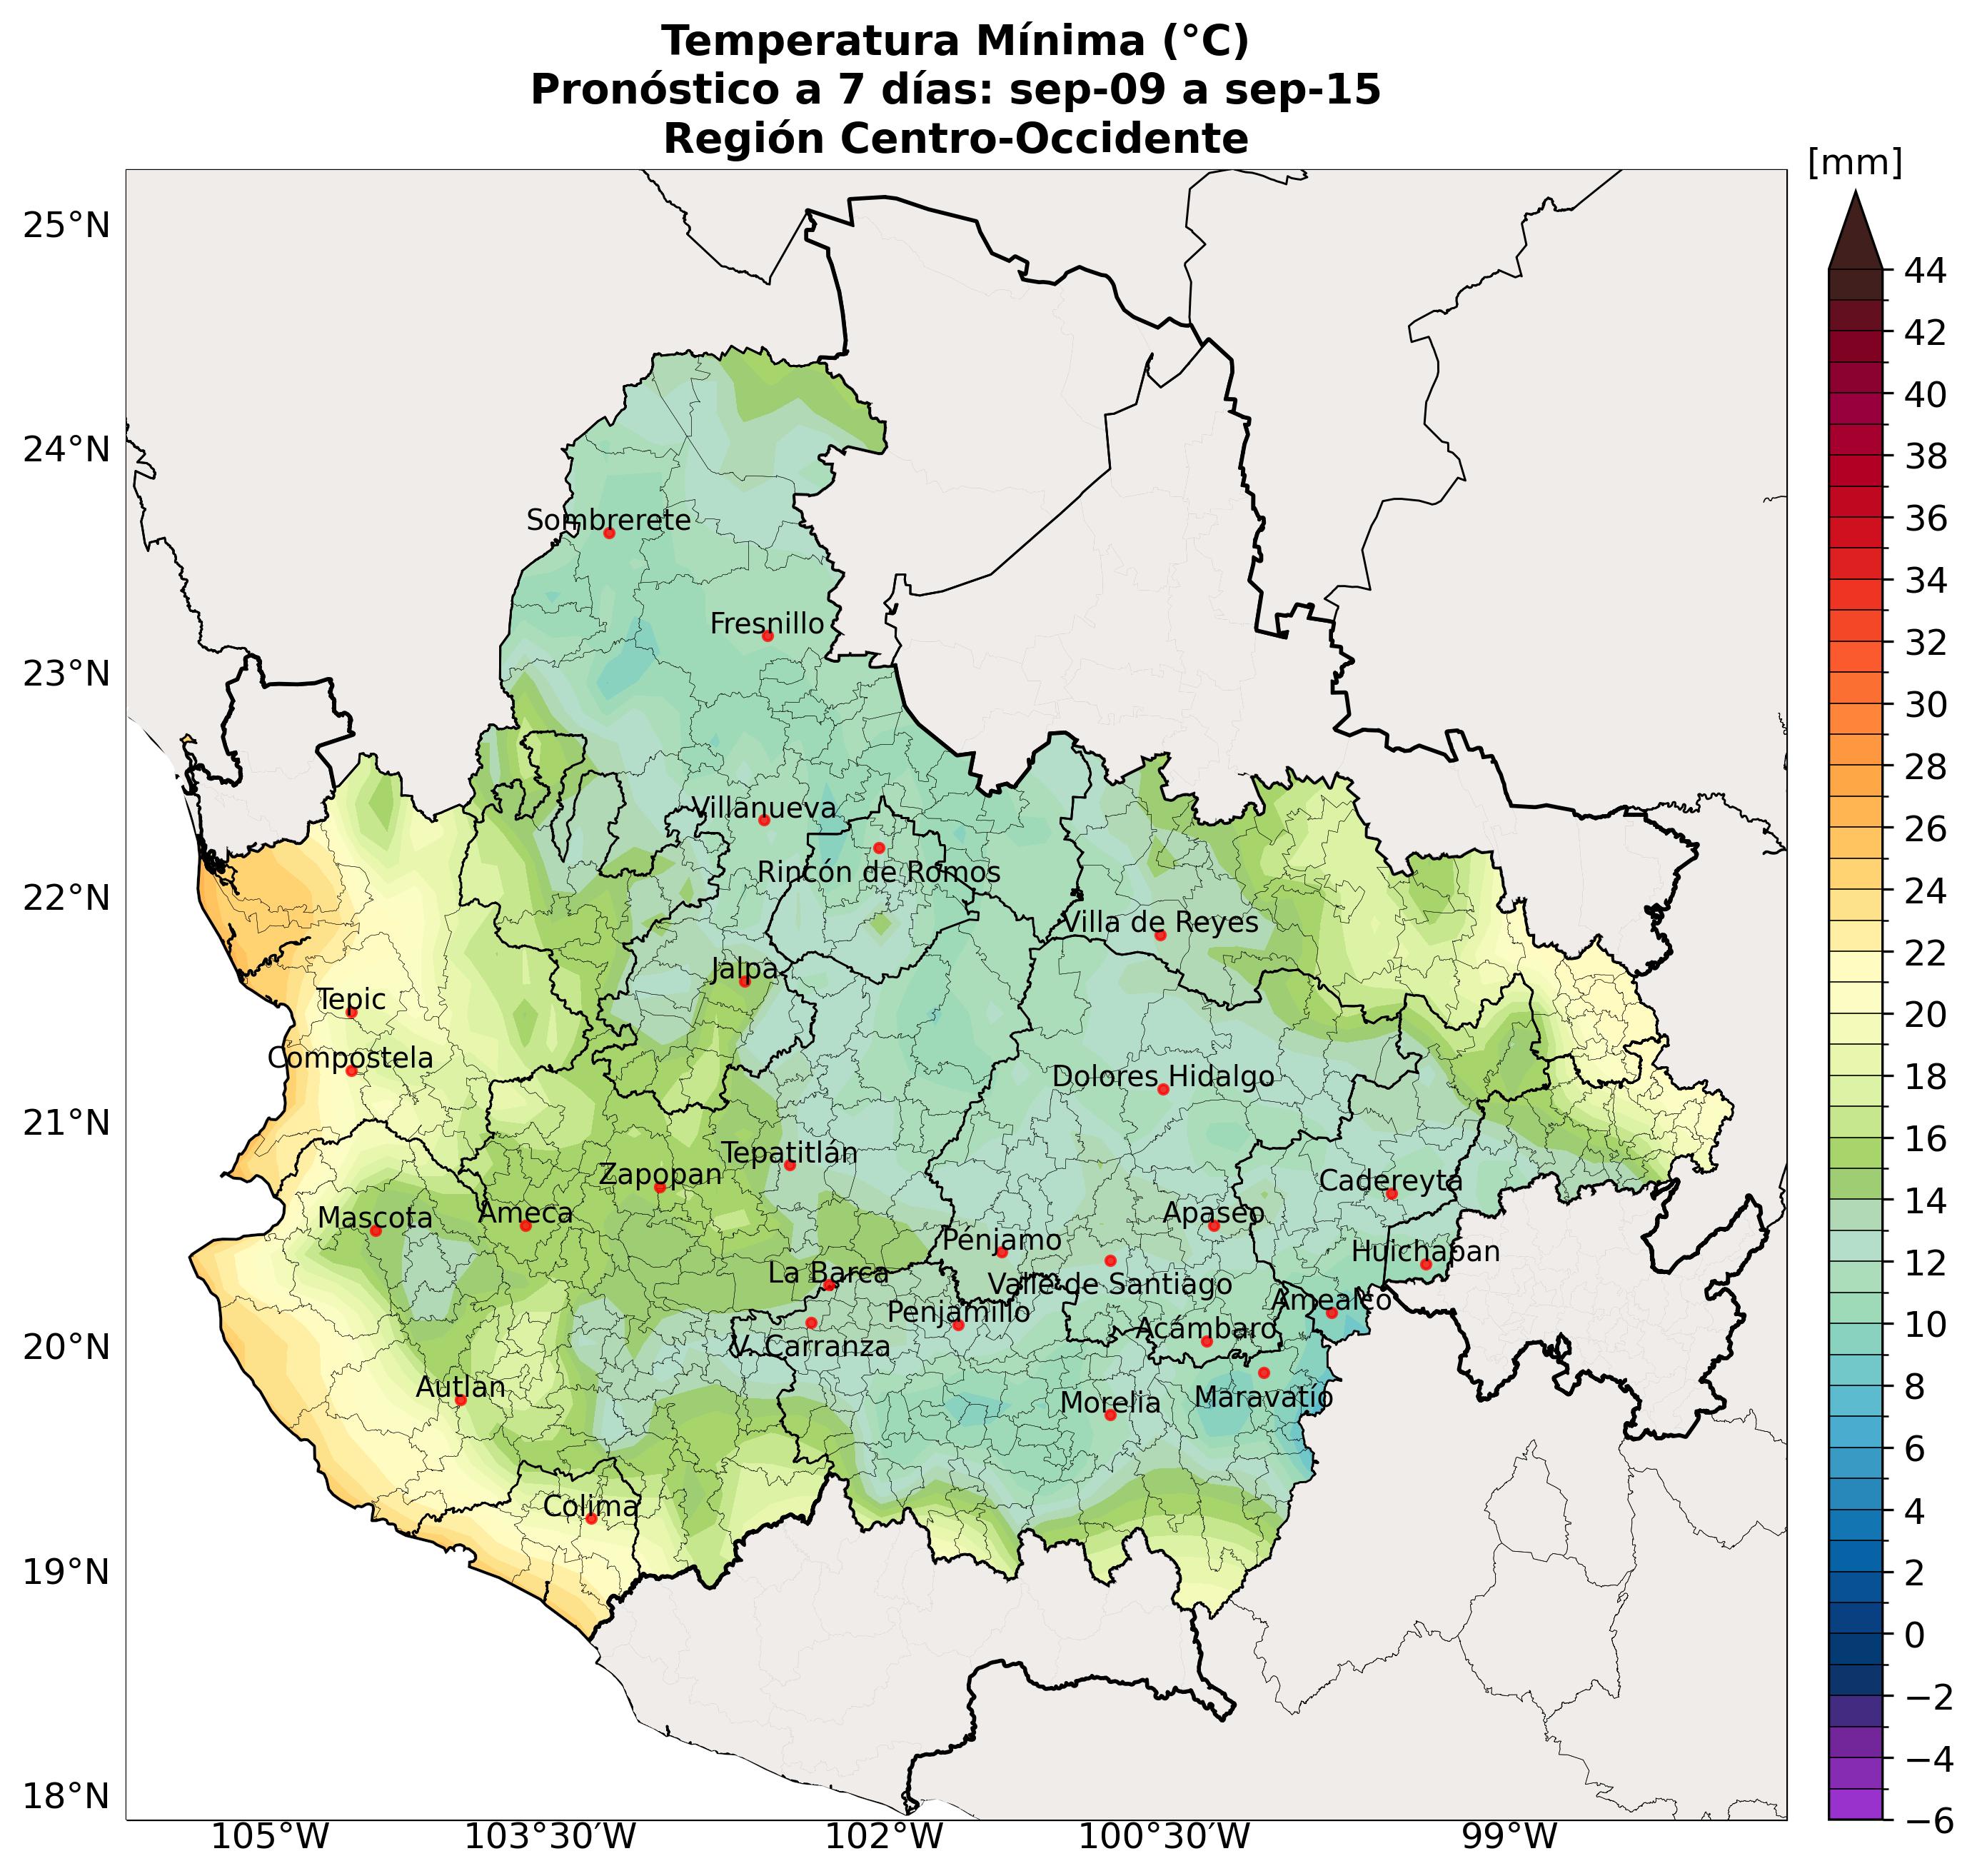 Temperatura Mínima (°C)
Pronóstico a 7 días: sep-09 a sep-15
Región Centro-Occidente
[mm]
25°N
24°N
23°N
22°N
21°N
20°N
19°N
18°N
Sombrerete
Fresnillo
Villanueva
Rincón de Romos
Villa de Reyes
Jalpa
Tepic
Compostela
Dolores Hidalgo
Tepatitlán
Zapopan
Cadereyta
Mascota
Ameca
Apaseo
Pénjamo
Huichapan
La Barca
Valle de Santiago
Amealco
Penjamillo
Acámbaro
V. Carranza
Autlan
Maravatío
Morelia
Colima
105°W
103°30′W
102°W
100°30′W
99°W
44
42
40
38
36
34
32
30
28
26
24
22
20
18
16
14
12
10
8
6
4
2
0
−2
−4
−6